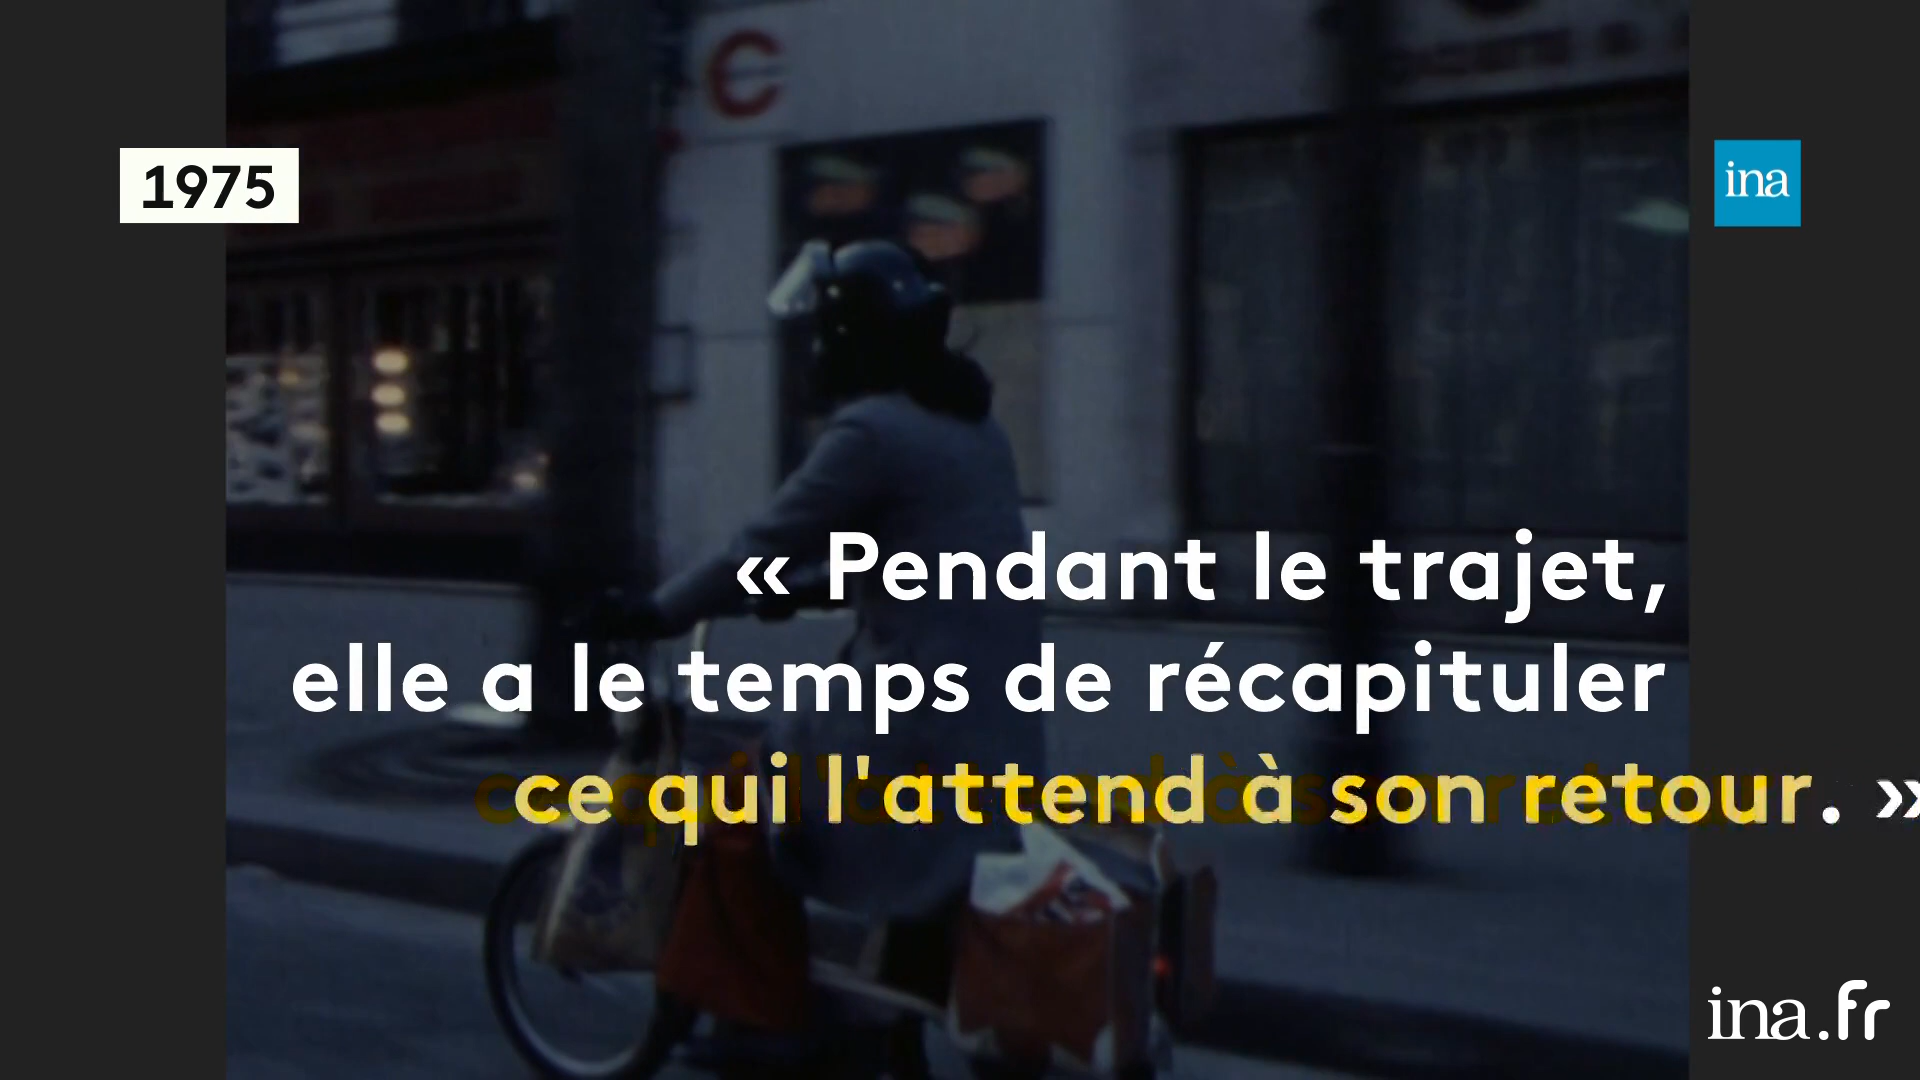 C
1975
ina
« Pendant le trajet,
elle a le temps de récapituler
ce qui l'attend à son retour. »
ina.fr